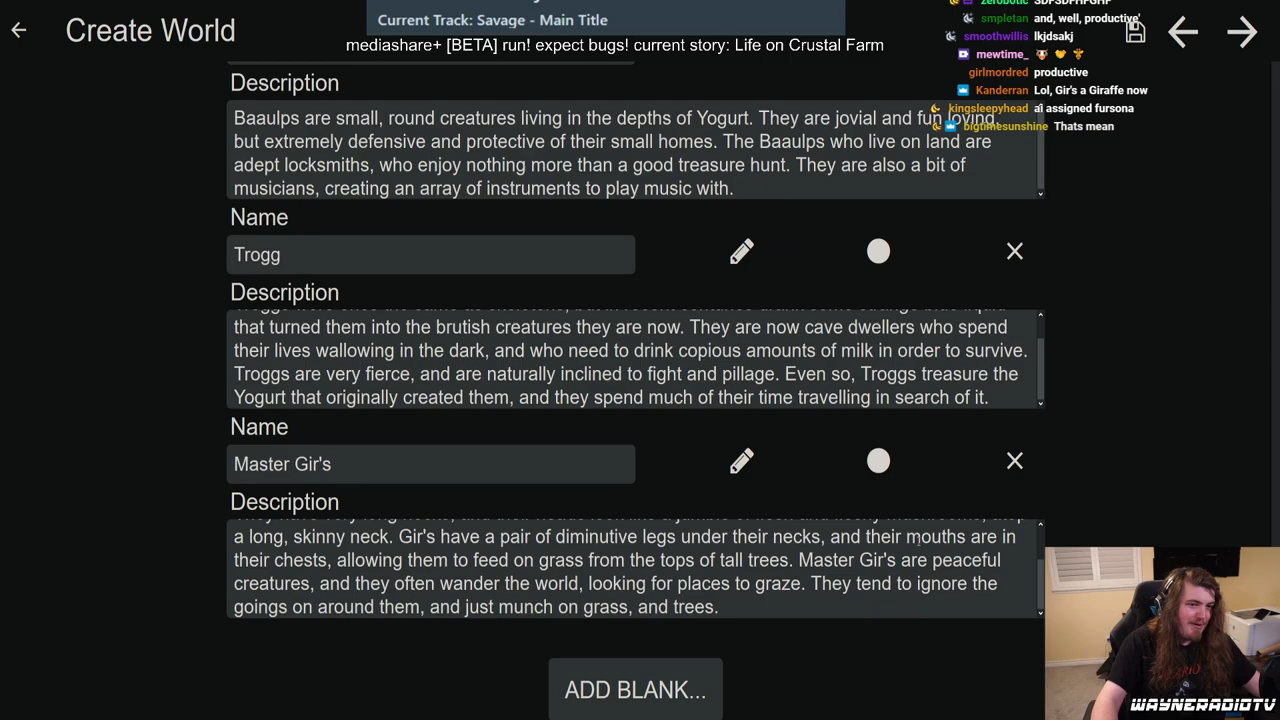 Current Track: Savage - Main Title
Create World
mediashare+ [BETA] run! expect bugs! current story: Life on Crustal Farm
zerobotic SDFSDFHFGHF
smpletan and, well, productive'
smoothwillis lkjdsakj
mewtime_
girlmordred productive
Kanderran Lol, Gir's a Giraffe now
kingsleepyhead ai assigned fursona
bigtimesunshine Thats mean
Description
Baaulps are small, round creatures living in the depths of Yogurt. They are jovial and fun loving,
but extremely defensive and protective of their small homes. The Baaulps who live on land are
adept locksmiths, who enjoy nothing more than a good treasure hunt. They are also a bit of
musicians, creating an array of instruments to play music with.
Name
Trogg
Description
that turned them into the brutish creatures they are now. They are now cave dwellers who spend
their lives wallowing in the dark, and who need to drink copious amounts of milk in order to survive.
Troggs are very fierce, and are naturally inclined to fight and pillage. Even so, Troggs treasure the
Yogurt that originally created them, and they spend much of their time travelling in search of it.
Name
Master Gir's
Description
a long, skinny neck. Gir's have a pair of diminutive legs under their necks, and their mouths are in
their chests, allowing them to feed on grass from the tops of tall trees. Master Gir's are peaceful
creatures, and they often wander the world, looking for places to graze. They tend to ignore the
goings on around them, and just munch on grass, and trees.
ADD BLANK...
WAYNERADIOTV